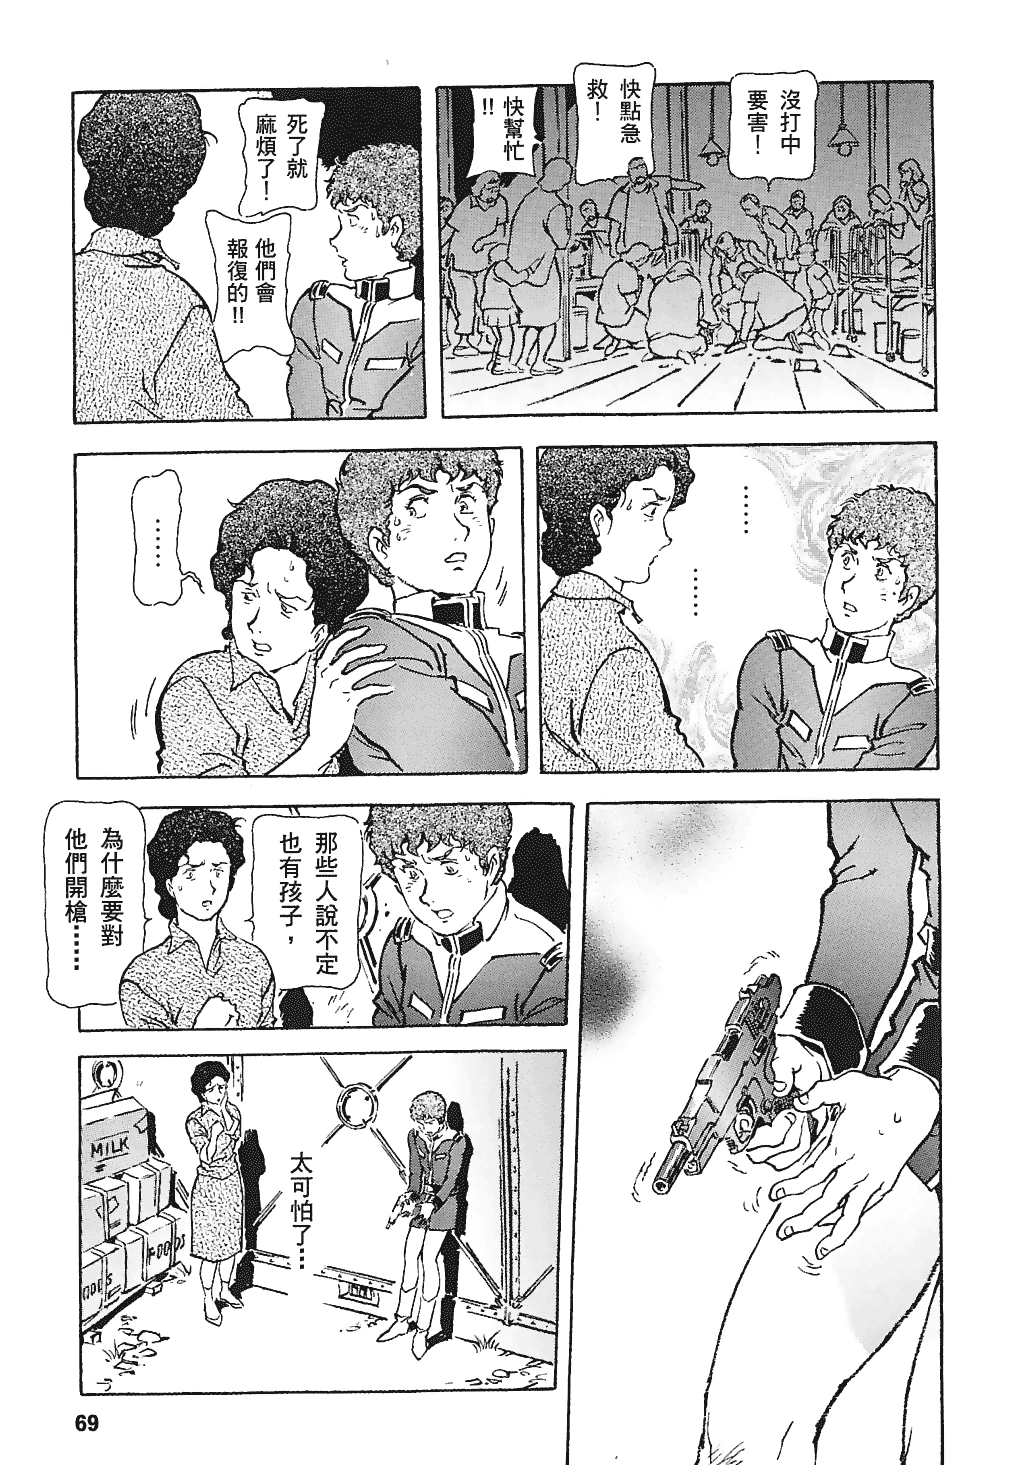 沒打中
要害！
快點急
救！
快幫忙
!!
死了就
麻煩了！
他們會
報復的!!
……
……
……
那些人說不定
也有孩子，
為什麼要對
他們開槍……
太可怕了…
MILK
FOODS
OODS
69